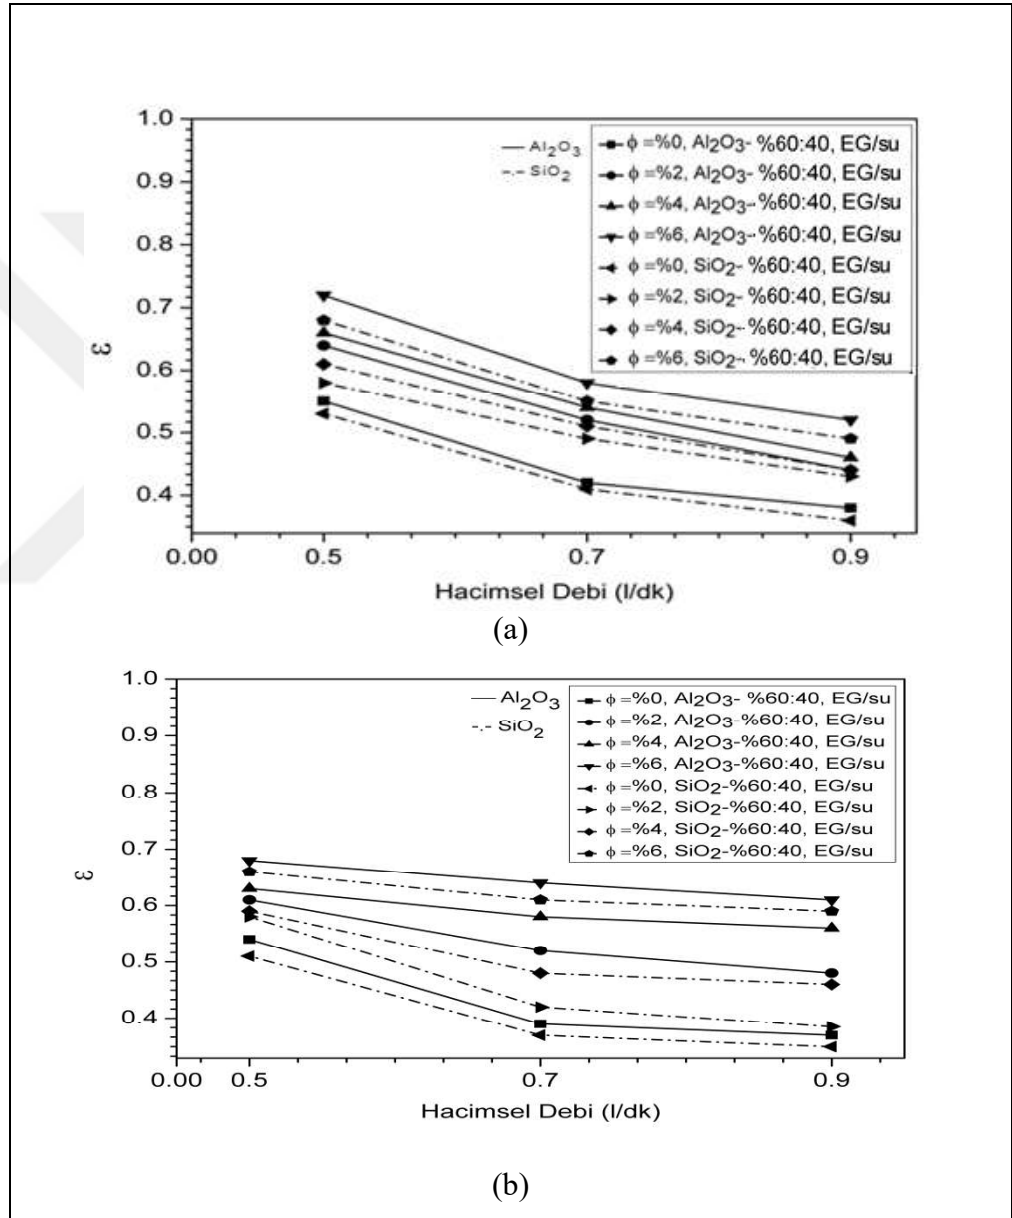 1.0
0.9
0.8
0.7
0.6
0.5
0.4
ε
Al2O3
SiO2
ϕ =%0, Al2O3- %60:40, EG/su
ϕ =%2, Al2O3- %60:40, EG/su
ϕ =%4, Al2O3-·%60:40, EG/su
ϕ =%6, Al2O3-·%60:40, EG/su
ϕ =%0, SiO2- %60:40, EG/su
ϕ =%2, SiO2- %60:40, EG/su
ϕ =%4, SiO2-·%60:40, EG/su
ϕ =%6, SiO2-· %60:40, EG/su
0.00 0.5 0.7 0.9
Hacimsel Debi (l/dk)
(a)
1.0
0.9
0.8
0.7
0.6
0.5
0.4
ε
Al2O3
SiO2
ϕ =%0, Al2O3- %60:40, EG/su
ϕ =%2, Al2O3-%60:40, EG/su
ϕ =%4, Al2O3-%60:40, EG/su
ϕ =%6, Al2O3-%60:40, EG/su
ϕ =%0, SiO2-%60:40, EG/su
ϕ =%2, SiO2-%60:40, EG/su
ϕ =%4, SiO2-%60:40, EG/su
ϕ =%6, SiO2-%60:40, EG/su
0.00 0.5 0.7 0.9
Hacimsel Debi (l/dk)
(b)